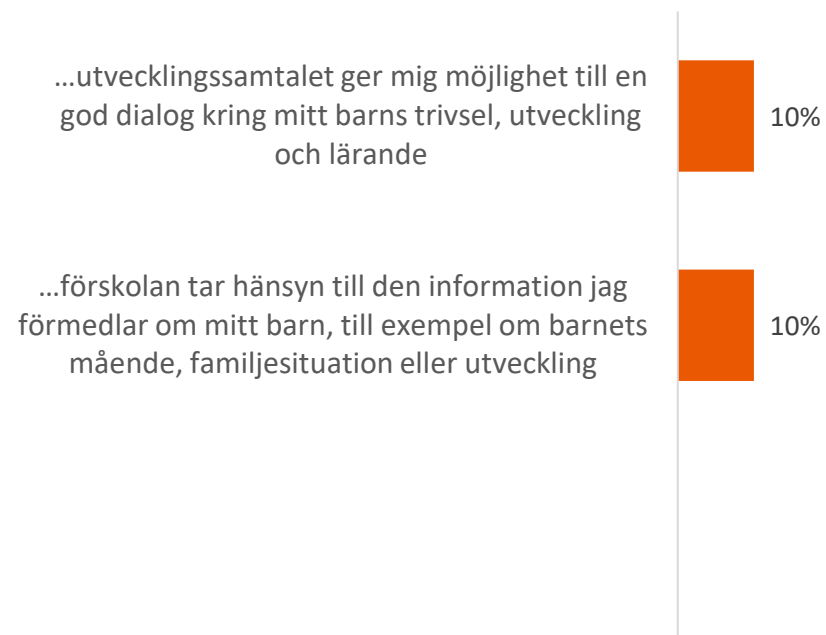 …utvecklingssamtalet ger mig möjlighet till en
god dialog kring mitt barns trivsel, utveckling
och lärande
10%
…förskolan tar hänsyn till den information jag
förmedlar om mitt barn, till exempel om barnets
mående, familjesituation eller utveckling
10%